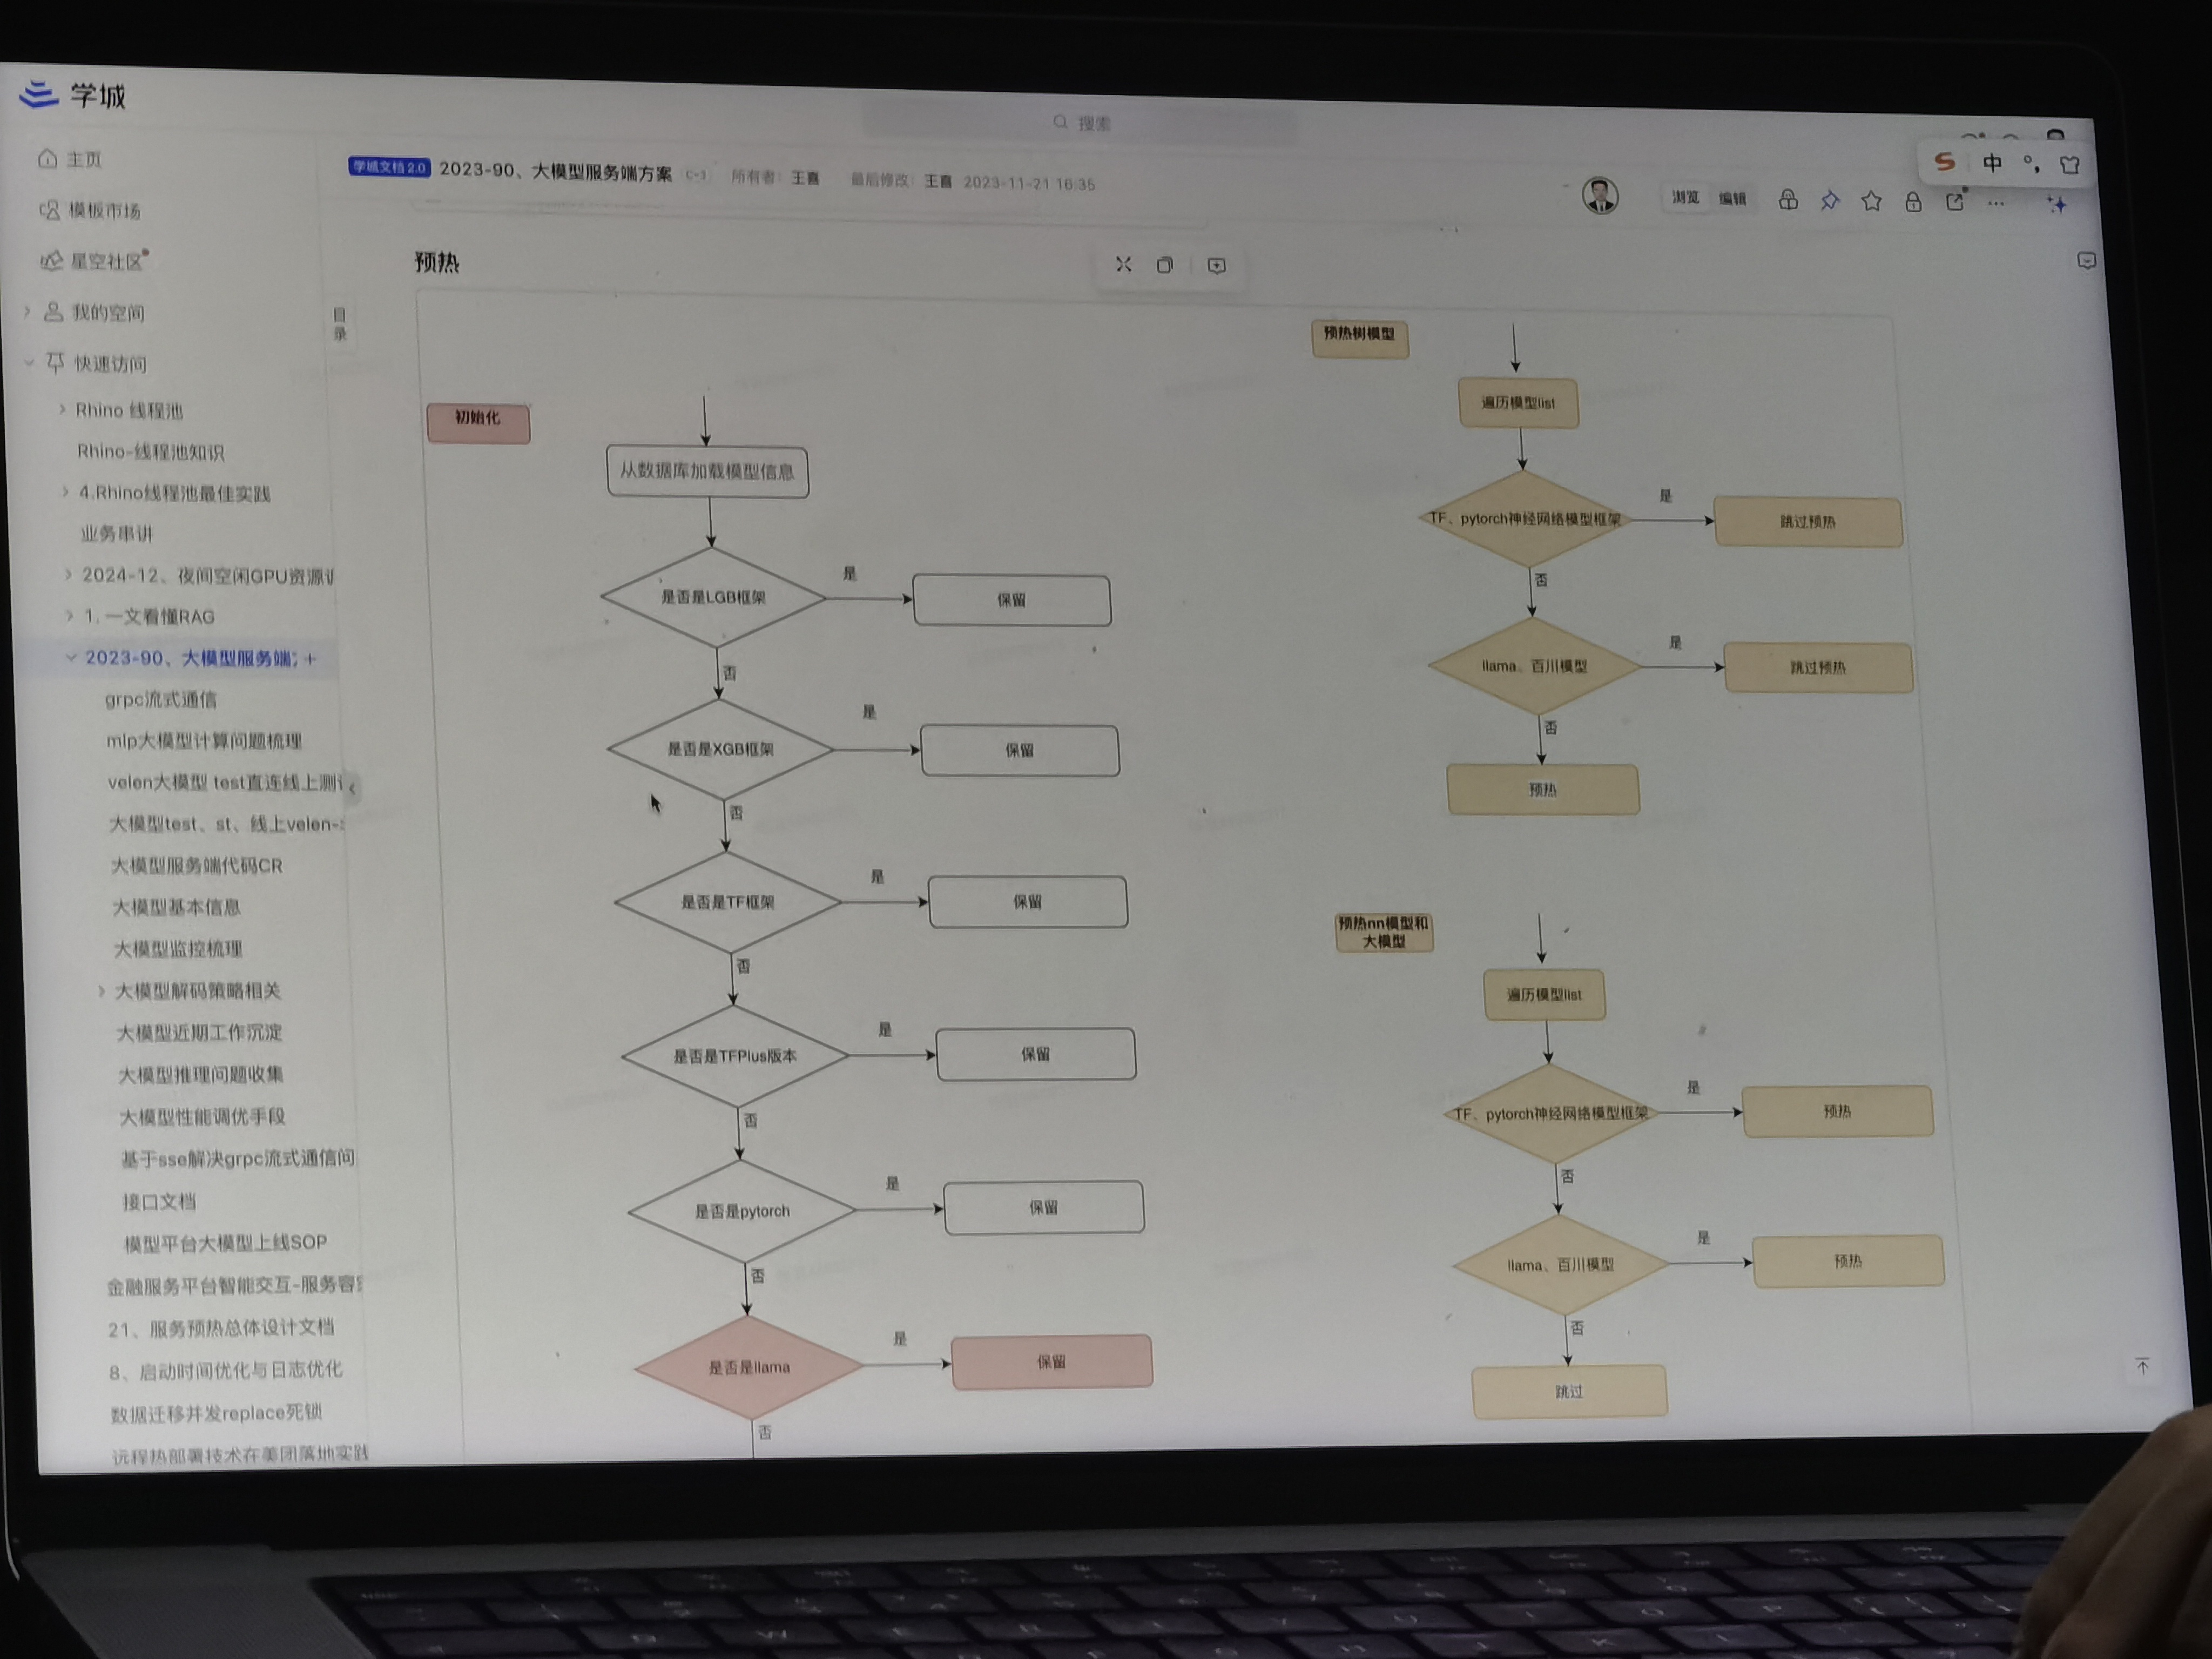 学城
搜索
中
主页
模板市场
星空社区
我的空间
快速访问
Rhino 线程池
Rhino-线程池知识
4.Rhino线程池最佳实践
业务串讲
2024-12、夜间空闲GPU资源
1. 一文看懂RAG
2023-90、大模型服务端
grpc流式通信
mlp大模型计算问题梳理
velen大模型 test直连线上测
大模型test、st、线上velen-
大模型服务端代码CR
大模型基本信息
大模型监控梳理
大模型解码策略相关
大模型近期工作沉淀
大模型推理问题收集
大模型性能调优手段
基于sse解决grpc流式通信问
接口文档
模型平台大模型上线SOP
金融服务平台智能交互-服务容
21、服务预热总体设计文档
8、启动时间优化与日志优化
数据迁移并发replace死锁
远程热部署技术在美团落地实践
学城文档2.0 2023-90、大模型服务端方案 C-3 所有者: 王喜 最后修改: 王喜 2023-11-21 16:35
浏览 编辑
目录
预热
初始化
从数据库加载模型信息
是否是LGB框架
是
保留
否
是否是XGB框架
是
保留
否
是否是TF框架
是
保留
否
是否是TFPlus版本
是
保留
否
是否是pytorch
是
保留
否
是否是llama
是
保留
否
预热树模型
遍历模型list
TF、pytorch神经网络模型框架
是
跳过预热
否
llama、百川模型
是
跳过预热
否
预热
预热nn模型和
大模型
遍历模型list
TF、pytorch神经网络模型框架
是
预热
否
llama、百川模型
是
预热
否
跳过